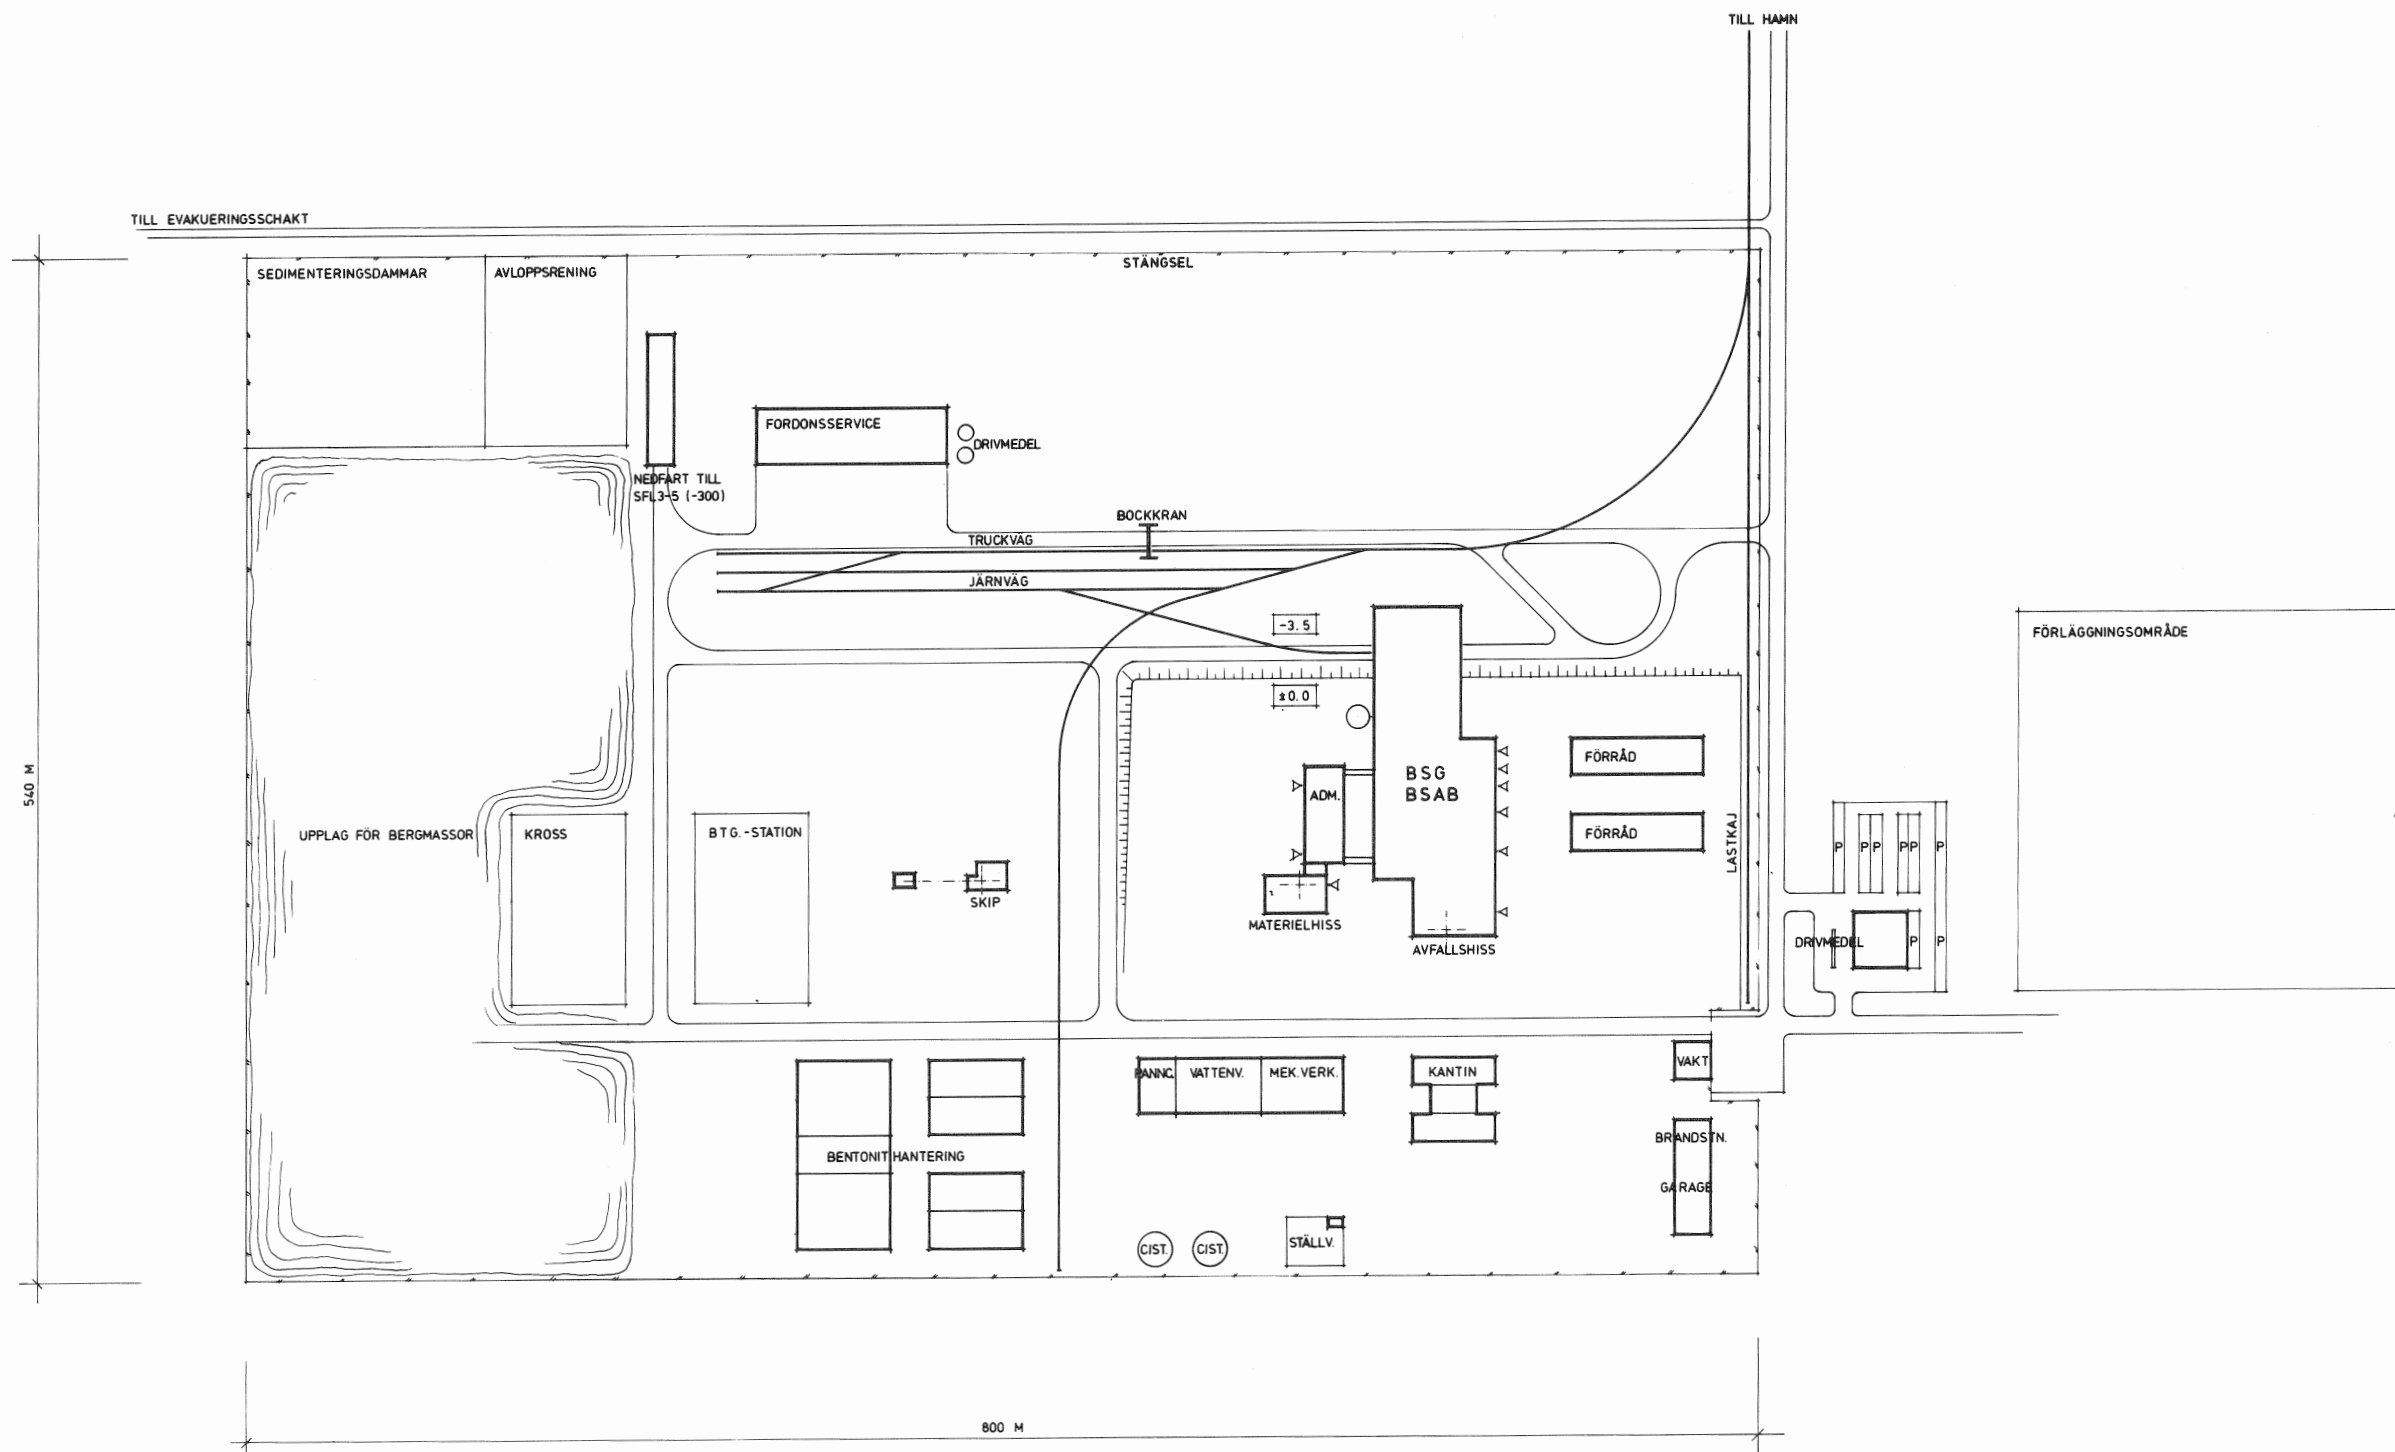 TILL HAMN
TILL EVAKUERINGSSCHAKT
SEDIMENTERINGSDAMMAR
AVLOPPSRENING
STÄNGSEL
FORDONSSERVICE
DRIVMEDEL
NEDFART TILL
SFL3-5 (-300)
BOCKKRAN
TRUCKVÄG
JÄRNVÄG
-3.5
FÖRLÄGGNINGSOMRÅDE
±0.0
FÖRRÅD
BSG
BSAB
ADM.
540 M
UPPLAG FÖR BERGMASSOR
KROSS
BTG.-STATION
FÖRRÅD
LASTKAJ
P
P P
P P
P
SKIP
MATERIELHISS
AVFALLSHISS
DRIVMEDEL
P
P
PANNC.
VATTENV.
MEK.VERK.
KANTIN
VAKT
BRANDSTN.
BENTONITHANTERING
GARAGE
CIST.
CIST.
STÄLLV.
800 M